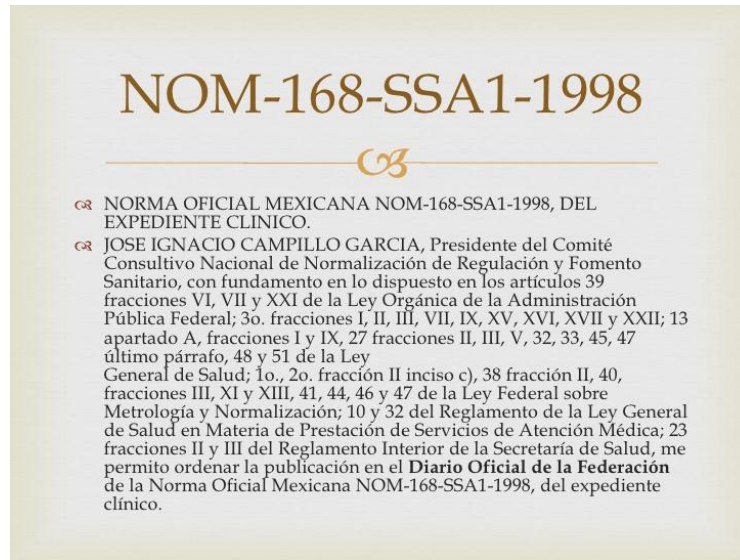 NOM-168-SSA1-1998
NORMA OFICIAL MEXICANA NOM-168-SSA1-1998, DEL
EXPEDIENTE CLINICO.
JOSE IGNACIO CAMPILLO GARCIA, Presidente del Comité
Consultivo Nacional de Normalización de Regulación y Fomento
Sanitario, con fundamento en lo dispuesto en los artículos 39
fracciones VI, VII y XXI de la Ley Orgánica de la Administración
Pública Federal; 3o. fracciones I, II, III, VII, IX, XV, XVI, XVII y XXII; 13
apartado A, fracciones I y IX, 27 fracciones II, III, V, 32, 33, 45, 47
último párrafo, 48 y 51 de la Ley
General de Salud; 1o., 2o. fracción II inciso c), 38 fracción II, 40,
fracciones III, XI y XIII, 41, 44, 46 y 47 de la Ley Federal sobre
Metrología y Normalización; 10 y 32 del Reglamento de la Ley General
de Salud en Materia de Prestación de Servicios de Atención Médica; 23
fracciones II y III del Reglamento Interior de la Secretaría de Salud, me
permito ordenar la publicación en el Diario Oficial de la Federación
de la Norma Oficial Mexicana NOM-168-SSA1-1998, del expediente
clínico.